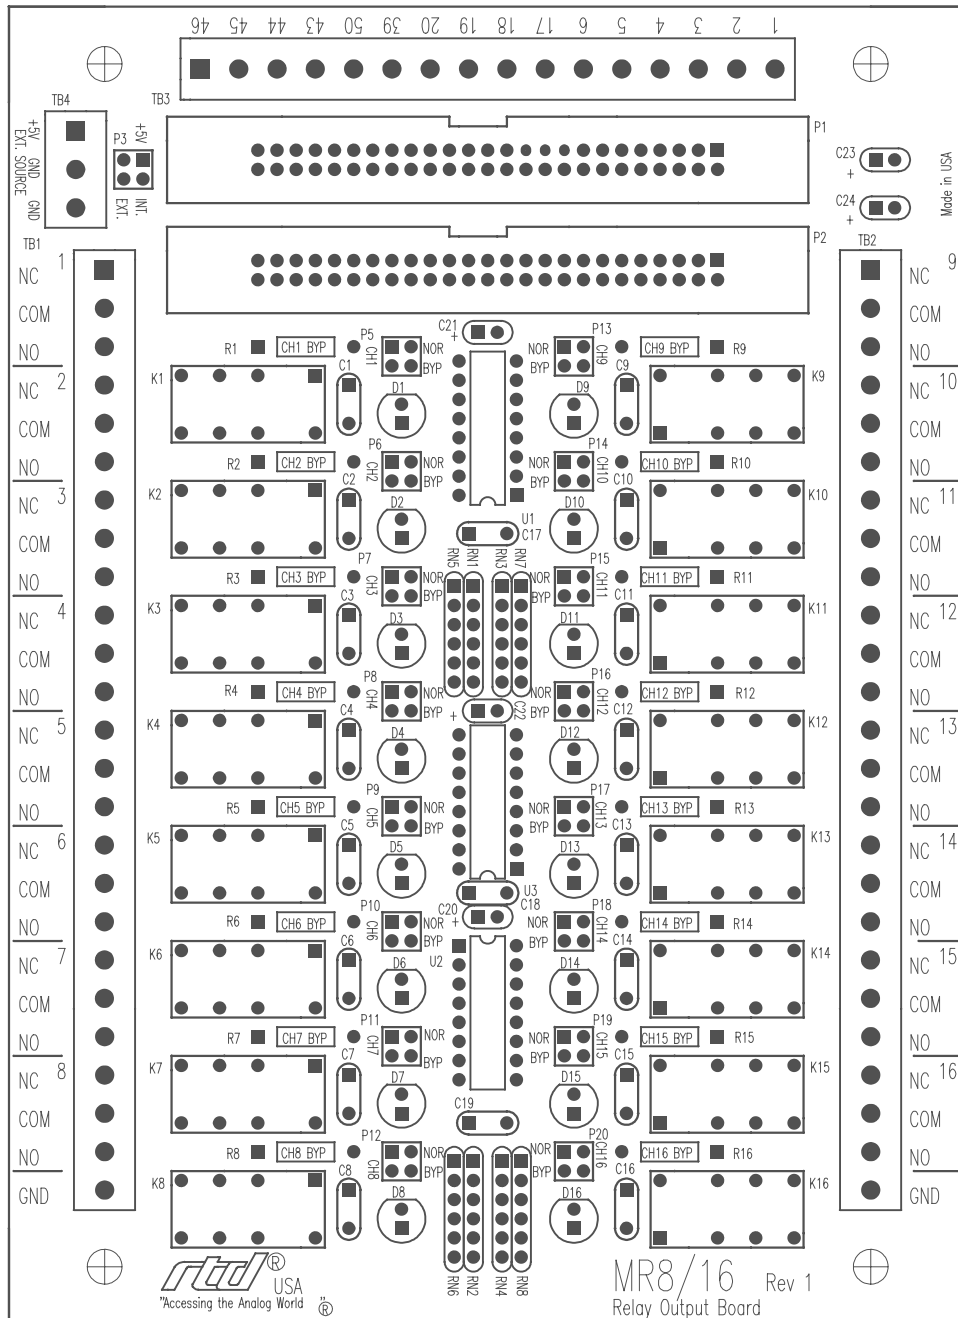 46 45 44 43 50 39 20 19 18 17 16 5 4 3 2 1
TB3
TB4
+5V GND GND
EXT. SOURCE
P3
+5V
EXT. INT.
P1
C23
+
C24
+
Made in USA
P2
TB1
TB2
1
NC
COM
NO
2
NC
COM
NO
3
NC
COM
NO
4
NC
COM
NO
5
NC
COM
NO
6
NC
COM
NO
7
NC
COM
NO
8
NC
COM
NO
GND
R1 CH1 BYP P5 CH1 NOR BYP
K1 C1 D1
R2 CH2 BYP P6 CH2 NOR BYP
K2 C2 D2
R3 CH3 BYP P7 CH3 NOR BYP
K3 C3 D3
R4 CH4 BYP P8 CH4 NOR BYP
K4 C4 D4
R5 CH5 BYP P9 CH5 NOR BYP
K5 C5 D5
R6 CH6 BYP P10 CH6 NOR BYP
K6 C6 D6
R7 CH7 BYP P11 CH7 NOR BYP
K7 C7 D7
R8 CH8 BYP P12 CH8 NOR BYP
K8 C8 D8
C21
+
U1
C17
RN5 RN1 RN3 RN7
+
C22
U3
C18
C20
+
U2
C19
RN6 RN2 RN4 RN8
NOR BYP P13 CH9 CH9 BYP R9
D9 C9 K9
NOR BYP P14 CH10 CH10 BYP R10
D10 C10 K10
NOR BYP P15 CH11 CH11 BYP R11
D11 C11 K11
NOR BYP P16 CH12 CH12 BYP R12
D12 C12 K12
NOR BYP P17 CH13 CH13 BYP R13
D13 C13 K13
NOR BYP P18 CH14 CH14 BYP R14
D14 C14 K14
NOR BYP P19 CH15 CH15 BYP R15
D15 C15 K15
NOR BYP P20 CH16 CH16 BYP R16
D16 C16 K16
9
NC
COM
NO
10
NC
COM
NO
11
NC
COM
NO
12
NC
COM
NO
13
NC
COM
NO
14
NC
COM
NO
15
NC
COM
NO
16
NC
COM
NO
GND
rtd® USA
"Accessing the Analog World"®
MR8/16 Rev 1
Relay Output Board